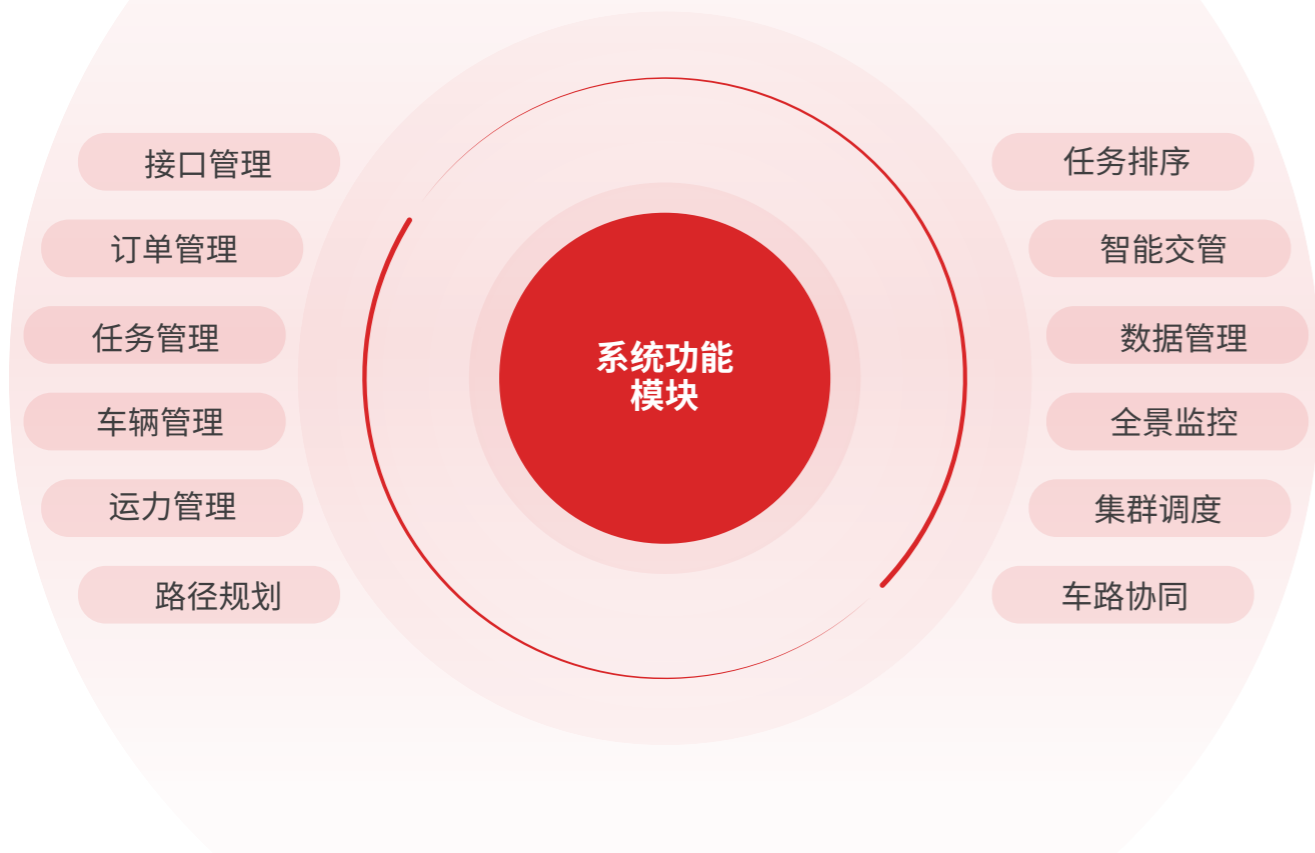 接口管理
订单管理
任务管理
车辆管理
运力管理
路径规划
系统功能
模块
任务排序
智能交管
数据管理
全景监控
集群调度
车路协同